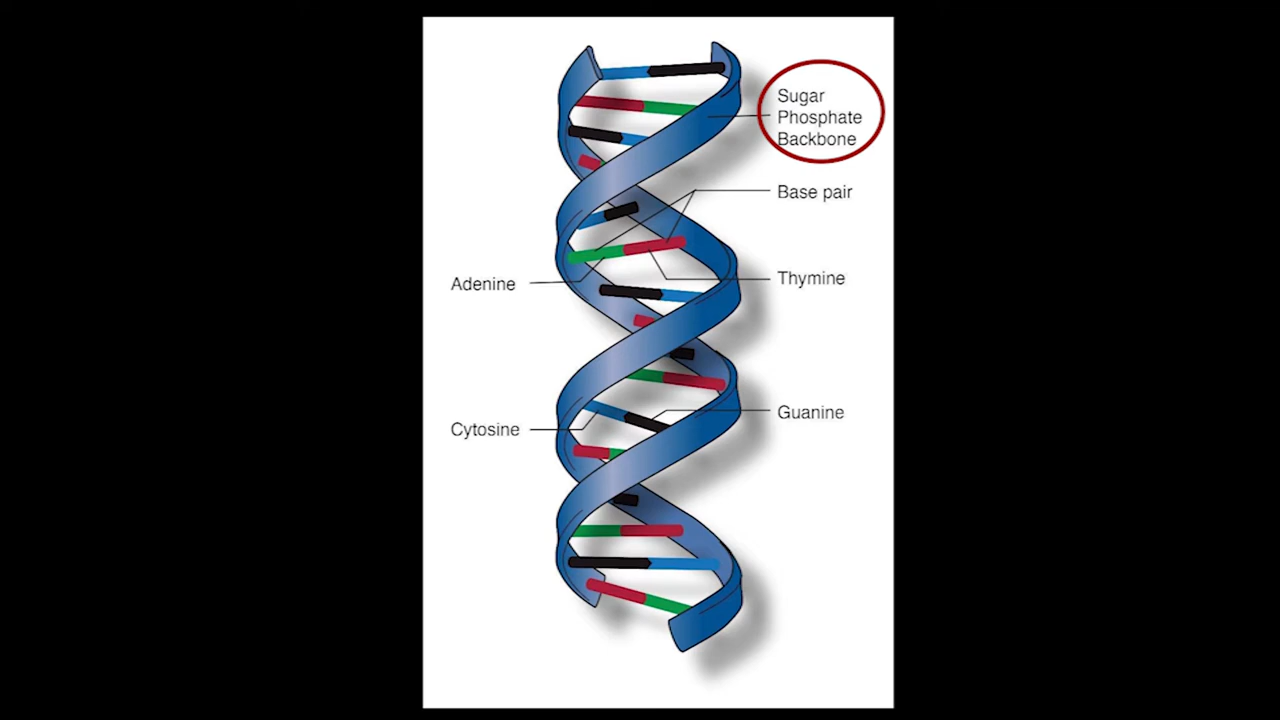 Sugar
Phosphate
Backbone
Base pair
Adenine
Thymine
Cytosine
Guanine